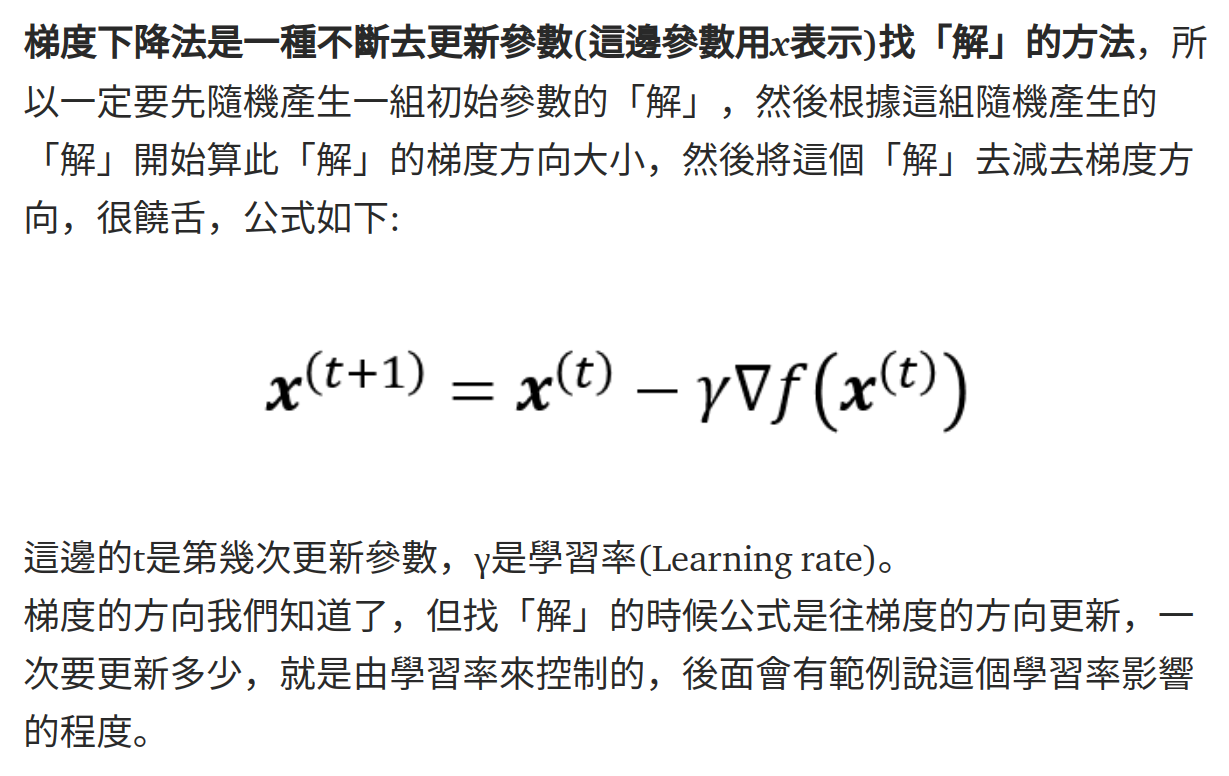 梯度下降法是一種不斷去更新參數(這邊參數用x表示)找「解」的方法，所
以一定要先隨機產生一組初始參數的「解」，然後根據這組隨機產生的
「解」開始算此「解」的梯度方向大小，然後將這個「解」去減去梯度方
向，很饒舌，公式如下:
x^(t+1) = x^(t) − γ∇f(x^(t))
這邊的t是第幾次更新參數，γ是學習率(Learning rate)。
梯度的方向我們知道了，但找「解」的時候公式是往梯度的方向更新，一
次要更新多少，就是由學習率來控制的，後面會有範例說這個學習率影響
的程度。